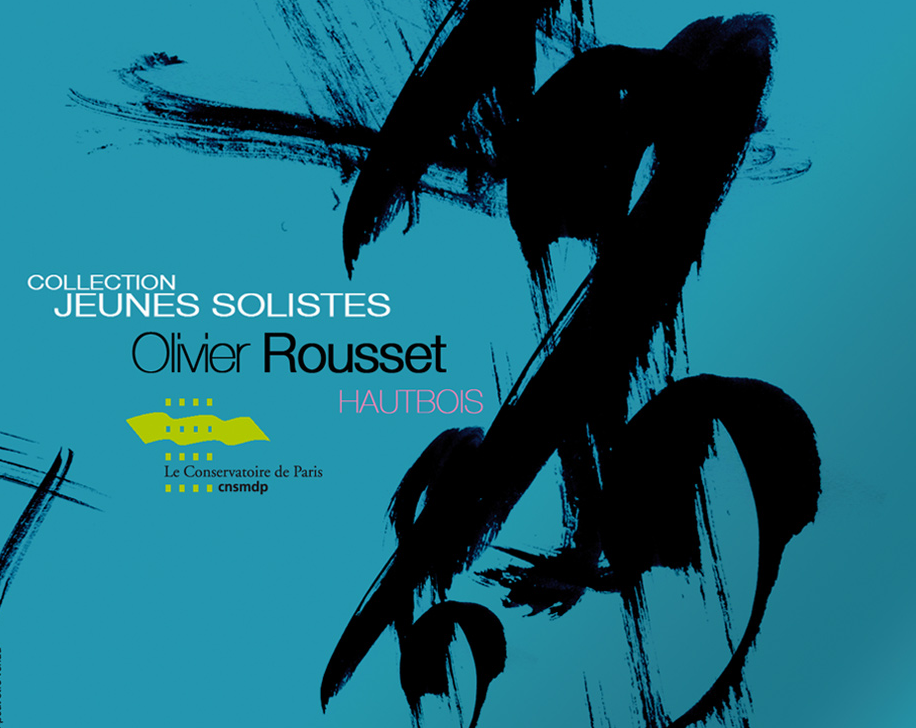 COLLECTION
JEUNES SOLISTES
Olivier Rousset
HAUTBOIS
Le Conservatoire de Paris
cnsmdp